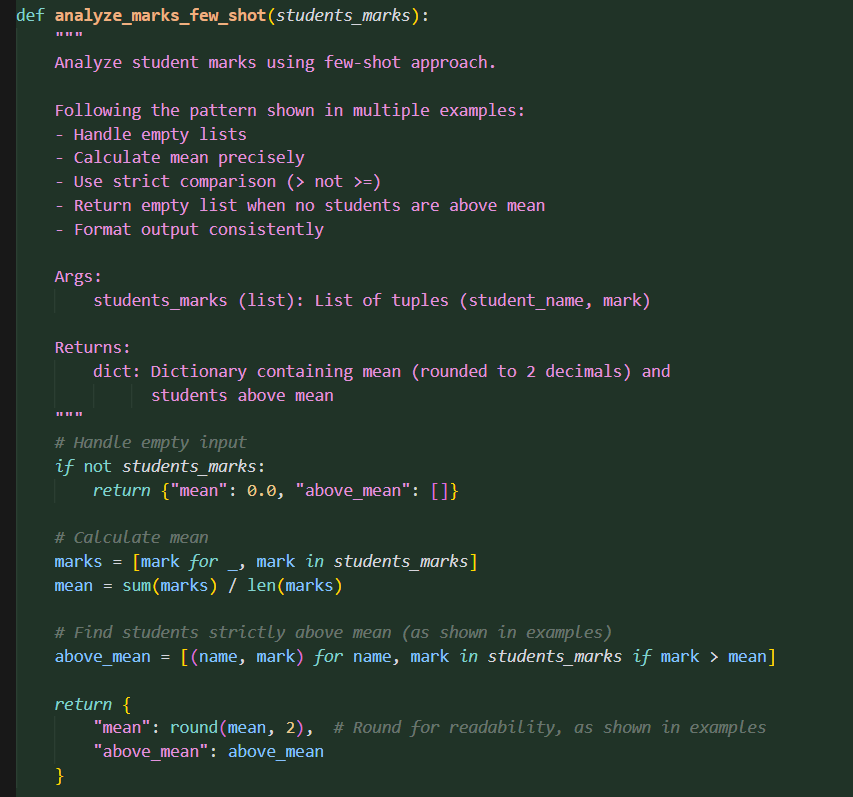 def analyze_marks_few_shot(students_marks):
    """
    Analyze student marks using few-shot approach.

    Following the pattern shown in multiple examples:
    - Handle empty lists
    - Calculate mean precisely
    - Use strict comparison (> not >=)
    - Return empty list when no students are above mean
    - Format output consistently

    Args:
        students_marks (list): List of tuples (student_name, mark)

    Returns:
        dict: Dictionary containing mean (rounded to 2 decimals) and
              students above mean
    """
    # Handle empty input
    if not students_marks:
        return {"mean": 0.0, "above_mean": []}

    # Calculate mean
    marks = [mark for _, mark in students_marks]
    mean = sum(marks) / len(marks)

    # Find students strictly above mean (as shown in examples)
    above_mean = [(name, mark) for name, mark in students_marks if mark > mean]

    return {
        "mean": round(mean, 2),  # Round for readability, as shown in examples
        "above_mean": above_mean
    }